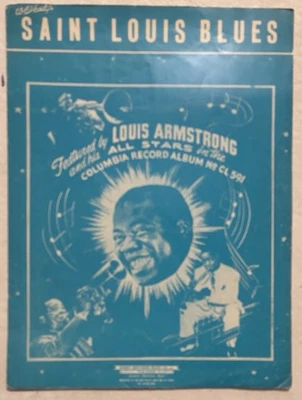 W.C. Handy's
SAINT LOUIS BLUES
Featured by LOUIS ARMSTRONG
and his ALL STARS in the
COLUMBIA RECORD ALBUM No CL 591